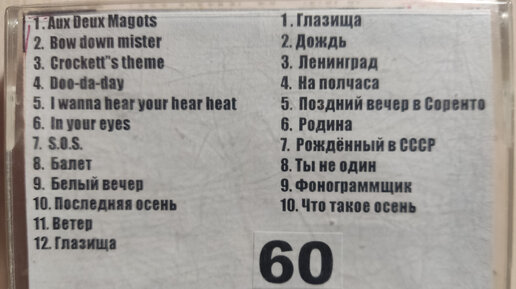 1. Aux Deux Magots
2. Bow down mister
3. Crockett"s theme
4. Doo-da-day
5. I wanna hear your hear heat
6. In your eyes
7. S.O.S.
8. Балет
9. Белый вечер
10. Последняя осень
11. Ветер
12. Глазища
1. Глазища
2. Дождь
3. Ленинград
4. На полчаса
5. Поздний вечер в Соренто
6. Родина
7. Рождённый в СССР
8. Ты не один
9. Фонограммщик
10. Что такое осень
60